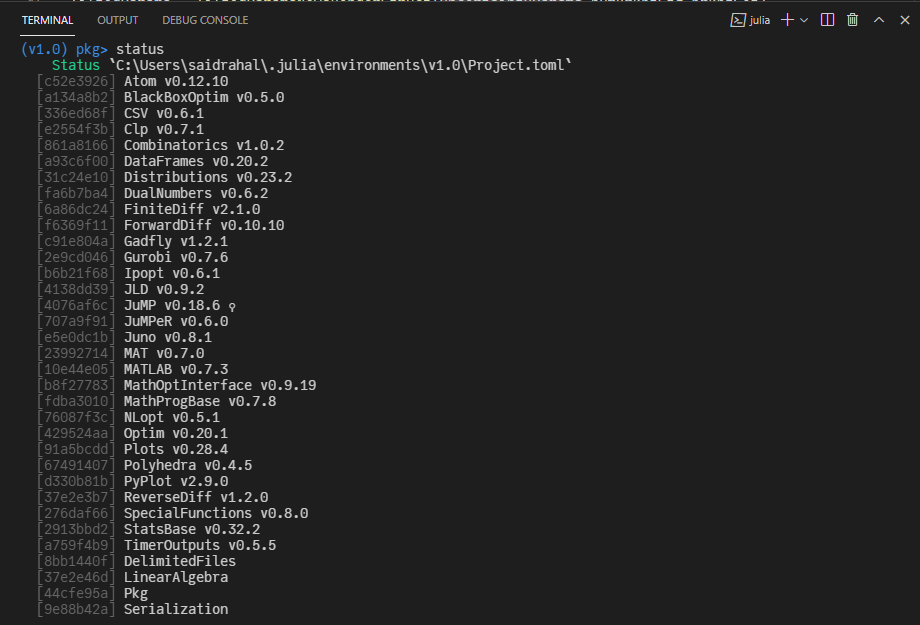 TERMINAL OUTPUT DEBUG CONSOLE julia
(v1.0) pkg> status
Status `C:\Users\saidrahal\.julia\environments\v1.0\Project.toml`
[c52e3926] Atom v0.12.10
[a134a8b2] BlackBoxOptim v0.5.0
[336ed68f] CSV v0.6.1
[e2554f3b] Clp v0.7.1
[861a8166] Combinatorics v1.0.2
[a93c6f00] DataFrames v0.20.2
[31c24e10] Distributions v0.23.2
[fa6b7ba4] DualNumbers v0.6.2
[6a86dc24] FiniteDiff v2.1.0
[f6369f11] ForwardDiff v0.10.10
[c91e804a] Gadfly v1.2.1
[2e9cd046] Gurobi v0.7.6
[b6b21f68] Ipopt v0.6.1
[4138dd39] JLD v0.9.2
[4076af6c] JuMP v0.18.6 ⚲
[707a9f91] JuMPeR v0.6.0
[e5e0dc1b] Juno v0.8.1
[23992714] MAT v0.7.0
[10e44e05] MATLAB v0.7.3
[b8f27783] MathOptInterface v0.9.19
[fdba3010] MathProgBase v0.7.8
[76087f3c] NLopt v0.5.1
[429524aa] Optim v0.20.1
[91a5bcdd] Plots v0.28.4
[67491407] Polyhedra v0.4.5
[d330b81b] PyPlot v2.9.0
[37e2e3b7] ReverseDiff v1.2.0
[276daf66] SpecialFunctions v0.8.0
[2913bbd2] StatsBase v0.32.2
[a759f4b9] TimerOutputs v0.5.5
[8bb1440f] DelimitedFiles
[37e2e46d] LinearAlgebra
[44cfe95a] Pkg
[9e88b42a] Serialization